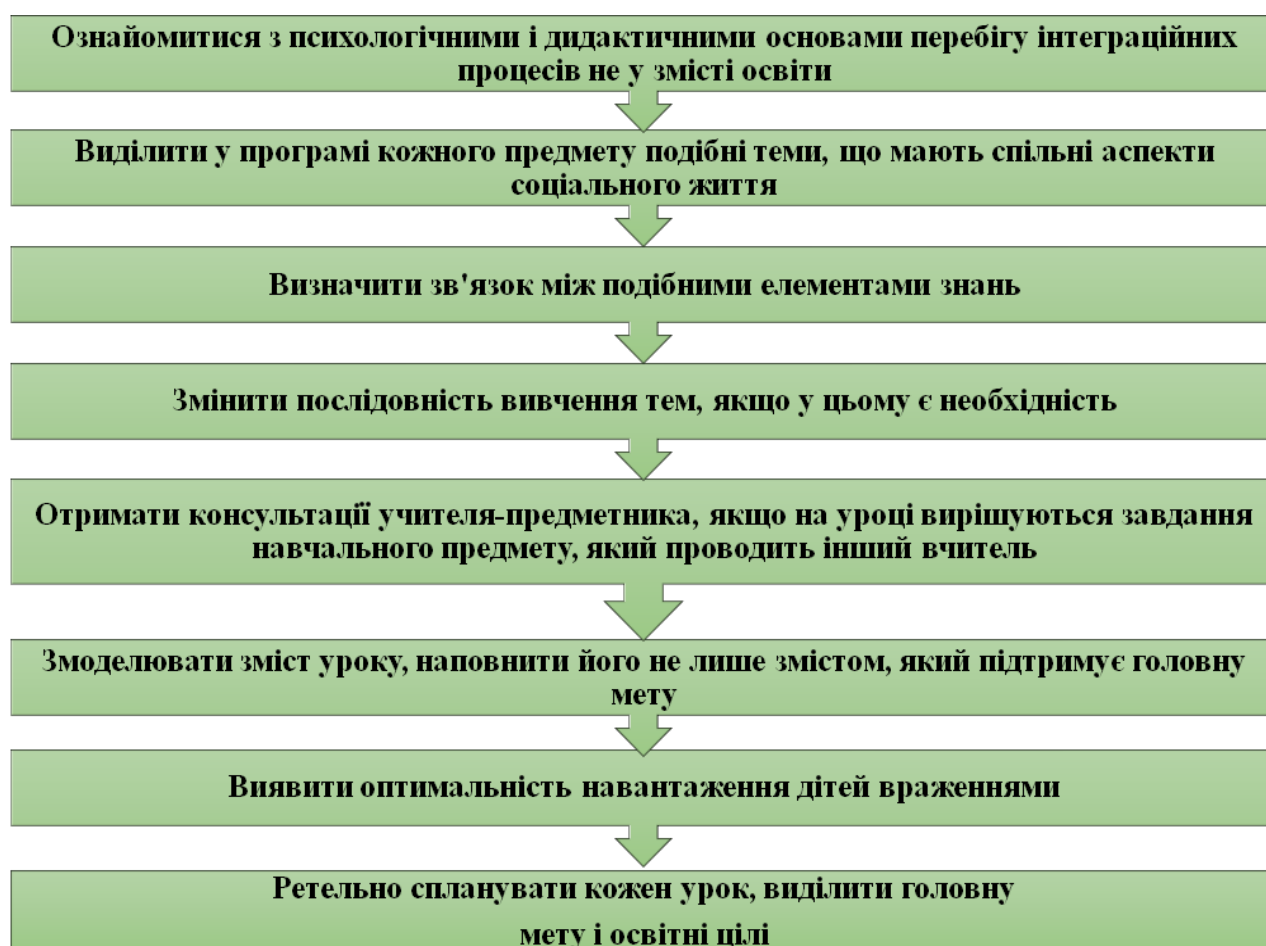 Ознайомитися з психологічними і дидактичними основами перебігу інтеграційних
процесів не у змісті освіти
Виділити у програмі кожного предмету подібні теми, що мають спільні аспекти
соціального життя
Визначити зв'язок між подібними елементами знань
Змінити послідовність вивчення тем, якщо у цьому є необхідність
Отримати консультації учителя-предметника, якщо на уроці вирішуються завдання
навчального предмету, який проводить інший вчитель
Змоделювати зміст уроку, наповнити його не лише змістом, який підтримує головну
мету
Виявити оптимальність навантаження дітей враженнями
Ретельно спланувати кожен урок, виділити головну
мету і освітні цілі